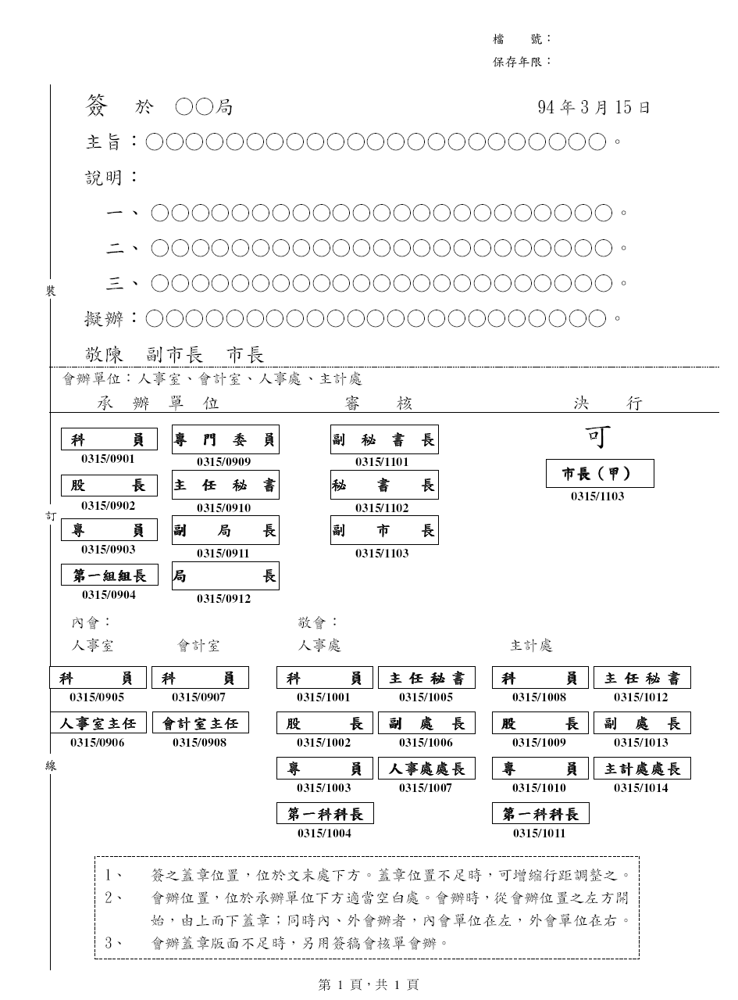 檔　　號：
保存年限：
簽　於　○○局　　94 年 3 月 15 日
主旨：○○○○○○○○○○○○○○○○○○○○○○○。
說明：
一、○○○○○○○○○○○○○○○○○○○○○○○。
二、○○○○○○○○○○○○○○○○○○○○○○○。
三、○○○○○○○○○○○○○○○○○○○○○○○。
擬辦：○○○○○○○○○○○○○○○○○○○○○○○。
敬陳　副市長　市長
會辦單位：人事室、會計室、人事處、主計處
承辦單位　　審核　　決行
科員　專門委員　副秘書長　可
0315/0901　0315/0909　0315/1101　市長（甲）
股長　主任秘書　秘書長　0315/1103
0315/0902　0315/0910　0315/1102
專員　副局長　副市長
0315/0903　0315/0911　0315/1103
第一組組長　局長
0315/0904　0315/0912
內會：　敬會：
人事室　會計室　人事處　主計處
科員　科員　科員　主任秘書　科員　主任秘書
0315/0905　0315/0907　0315/1001　0315/1005　0315/1008　0315/1012
人事室主任　會計室主任　股長　副處長　股長　副處長
0315/0906　0315/0908　0315/1002　0315/1006　0315/1009　0315/1013
專員　人事處處長　專員　主計處處長
0315/1003　0315/1007　0315/1010　0315/1014
第一科科長　第一科科長
0315/1004　0315/1011
1、　簽之蓋章位置，位於文末處下方。蓋章位置不足時，可增縮行距調整之。
2、　會辦位置，位於承辦單位下方適當空白處。會辦時，從會辦位置之左方開
始，由上而下蓋章；同時內、外會辦者，內會單位在左，外會單位在右。
3、　會辦蓋章版面不足時，另用簽稿會核單會辦。
裝
訂
線
第 1 頁，共 1 頁